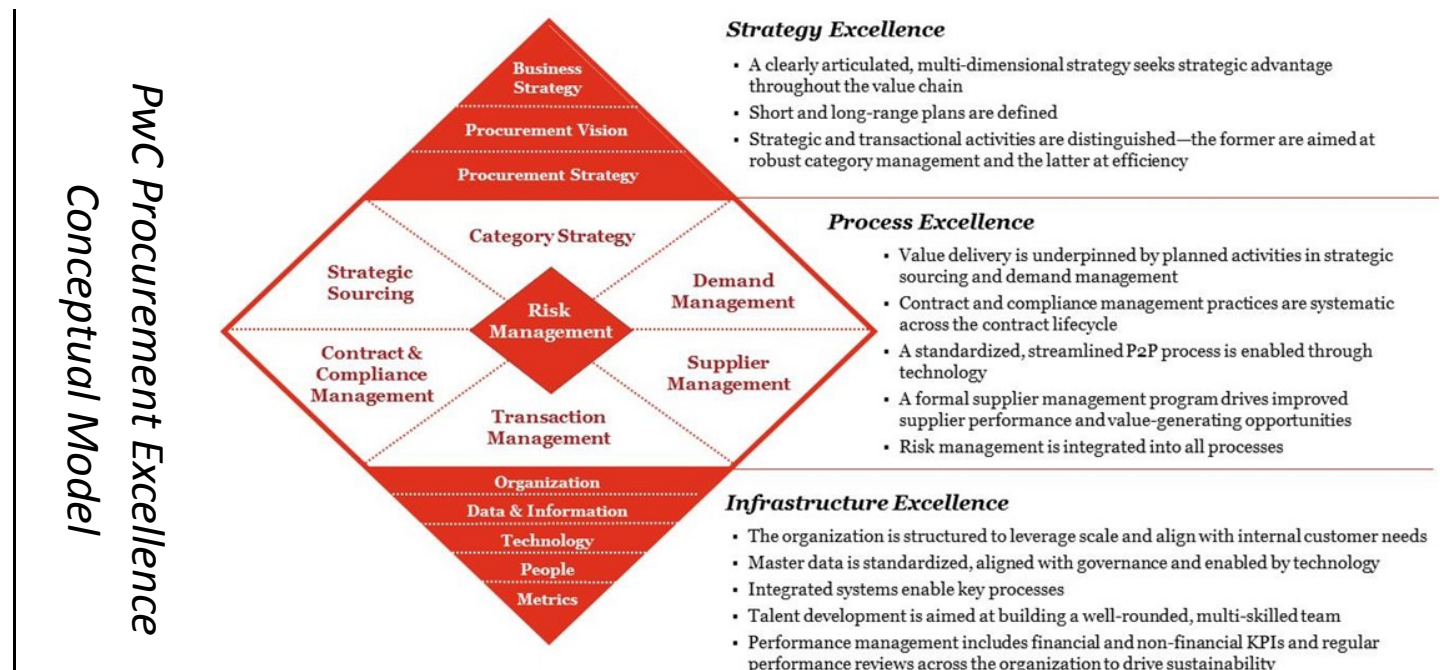 PwC Procurement Excellence
Conceptual Model
Business
Strategy
Procurement Vision
Procurement Strategy
Category Strategy
Strategic
Sourcing
Demand
Management
Risk
Management
Contract &
Compliance
Management
Supplier
Management
Transaction
Management
Organization
Data & Information
Technology
People
Metrics
Strategy Excellence
▪ A clearly articulated, multi-dimensional strategy seeks strategic advantage
throughout the value chain
▪ Short and long-range plans are defined
▪ Strategic and transactional activities are distinguished—the former are aimed at
robust category management and the latter at efficiency
Process Excellence
▪ Value delivery is underpinned by planned activities in strategic
sourcing and demand management
▪ Contract and compliance management practices are systematic
across the contract lifecycle
▪ A standardized, streamlined P2P process is enabled through
technology
▪ A formal supplier management program drives improved
supplier performance and value-generating opportunities
▪ Risk management is integrated into all processes
Infrastructure Excellence
▪ The organization is structured to leverage scale and align with internal customer needs
▪ Master data is standardized, aligned with governance and enabled by technology
▪ Integrated systems enable key processes
▪ Talent development is aimed at building a well-rounded, multi-skilled team
▪ Performance management includes financial and non-financial KPIs and regular
performance reviews across the organization to drive sustainability